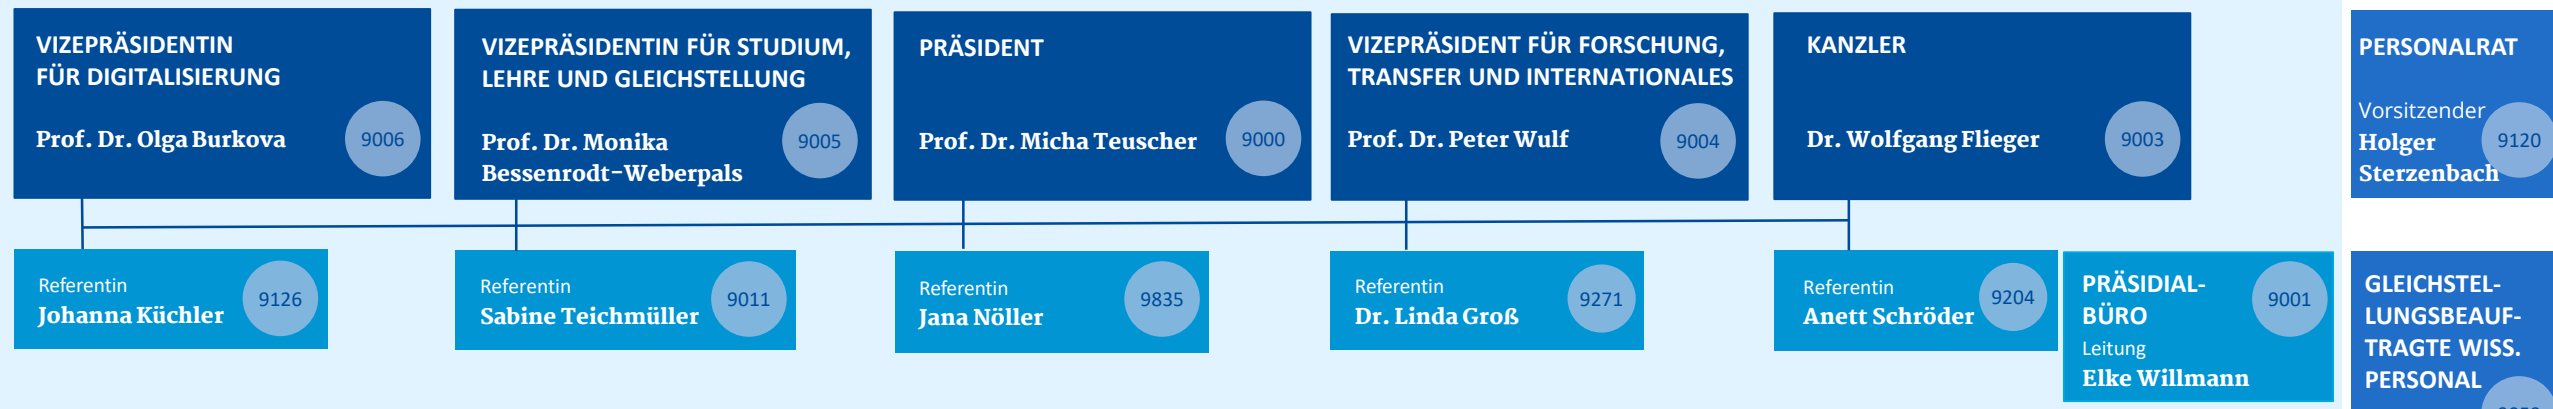 VIZEPRÄSIDENTIN
FÜR DIGITALISIERUNG
Prof. Dr. Olga Burkova
9006
VIZEPRÄSIDENTIN FÜR STUDIUM,
LEHRE UND GLEICHSTELLUNG
Prof. Dr. Monika
Bessenrodt-Weberpals
9005
PRÄSIDENT
Prof. Dr. Micha Teuscher
9000
VIZEPRÄSIDENT FÜR FORSCHUNG,
TRANSFER UND INTERNATIONALES
Prof. Dr. Peter Wulf
9004
KANZLER
Dr. Wolfgang Flieger
9003
PERSONALRAT
Vorsitzender
Holger
Sterzenbach
9120
Referentin
Johanna Küchler
9126
Referentin
Sabine Teichmüller
9011
Referentin
Jana Nöller
9835
Referentin
Dr. Linda Groß
9271
Referentin
Anett Schröder
9204
PRÄSIDIAL-
BÜRO
Leitung
Elke Willmann
9001
GLEICHSTEL-
LUNGSBEAUF-
TRAGTE WISS.
PERSONAL